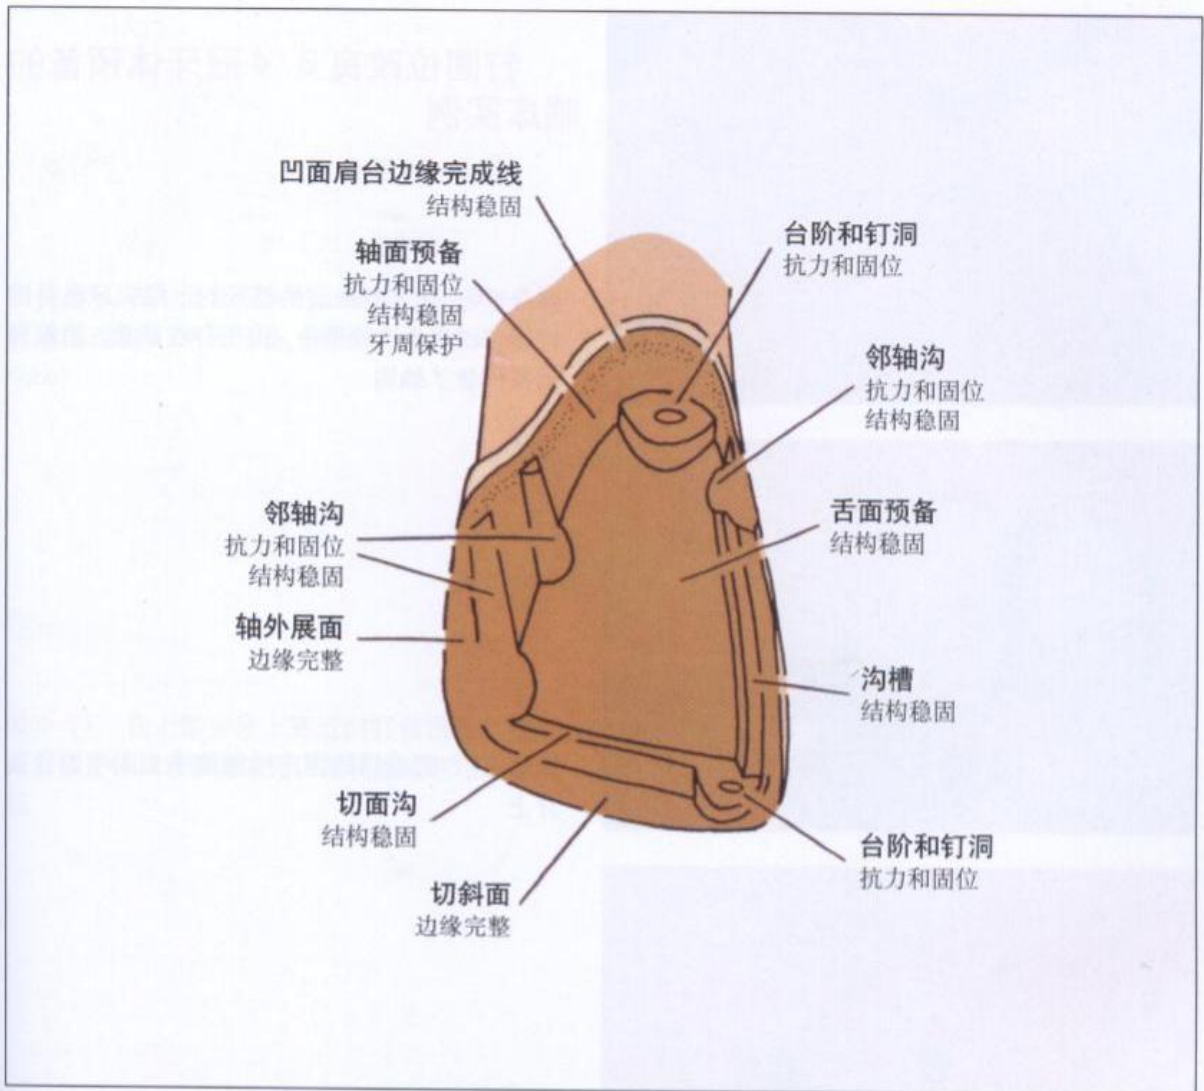 凹面肩台边缘完成线
结构稳固
轴面预备
抗力和固位
结构稳固
牙周保护
台阶和钉洞
抗力和固位
邻轴沟
抗力和固位
结构稳固
邻轴沟
抗力和固位
结构稳固
舌面预备
结构稳固
轴外展面
边缘完整
沟槽
结构稳固
切面沟
结构稳固
台阶和钉洞
抗力和固位
切斜面
边缘完整